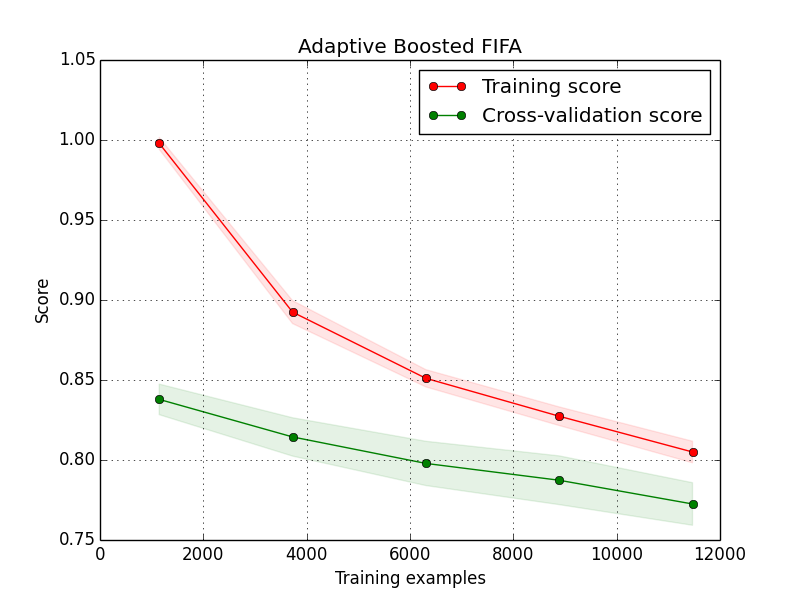 Adaptive Boosted FIFA
Training score
Cross-validation score
1.05
1.00
0.95
0.90
0.85
0.80
0.75
Score
0
2000
4000
6000
8000
10000
12000
Training examples